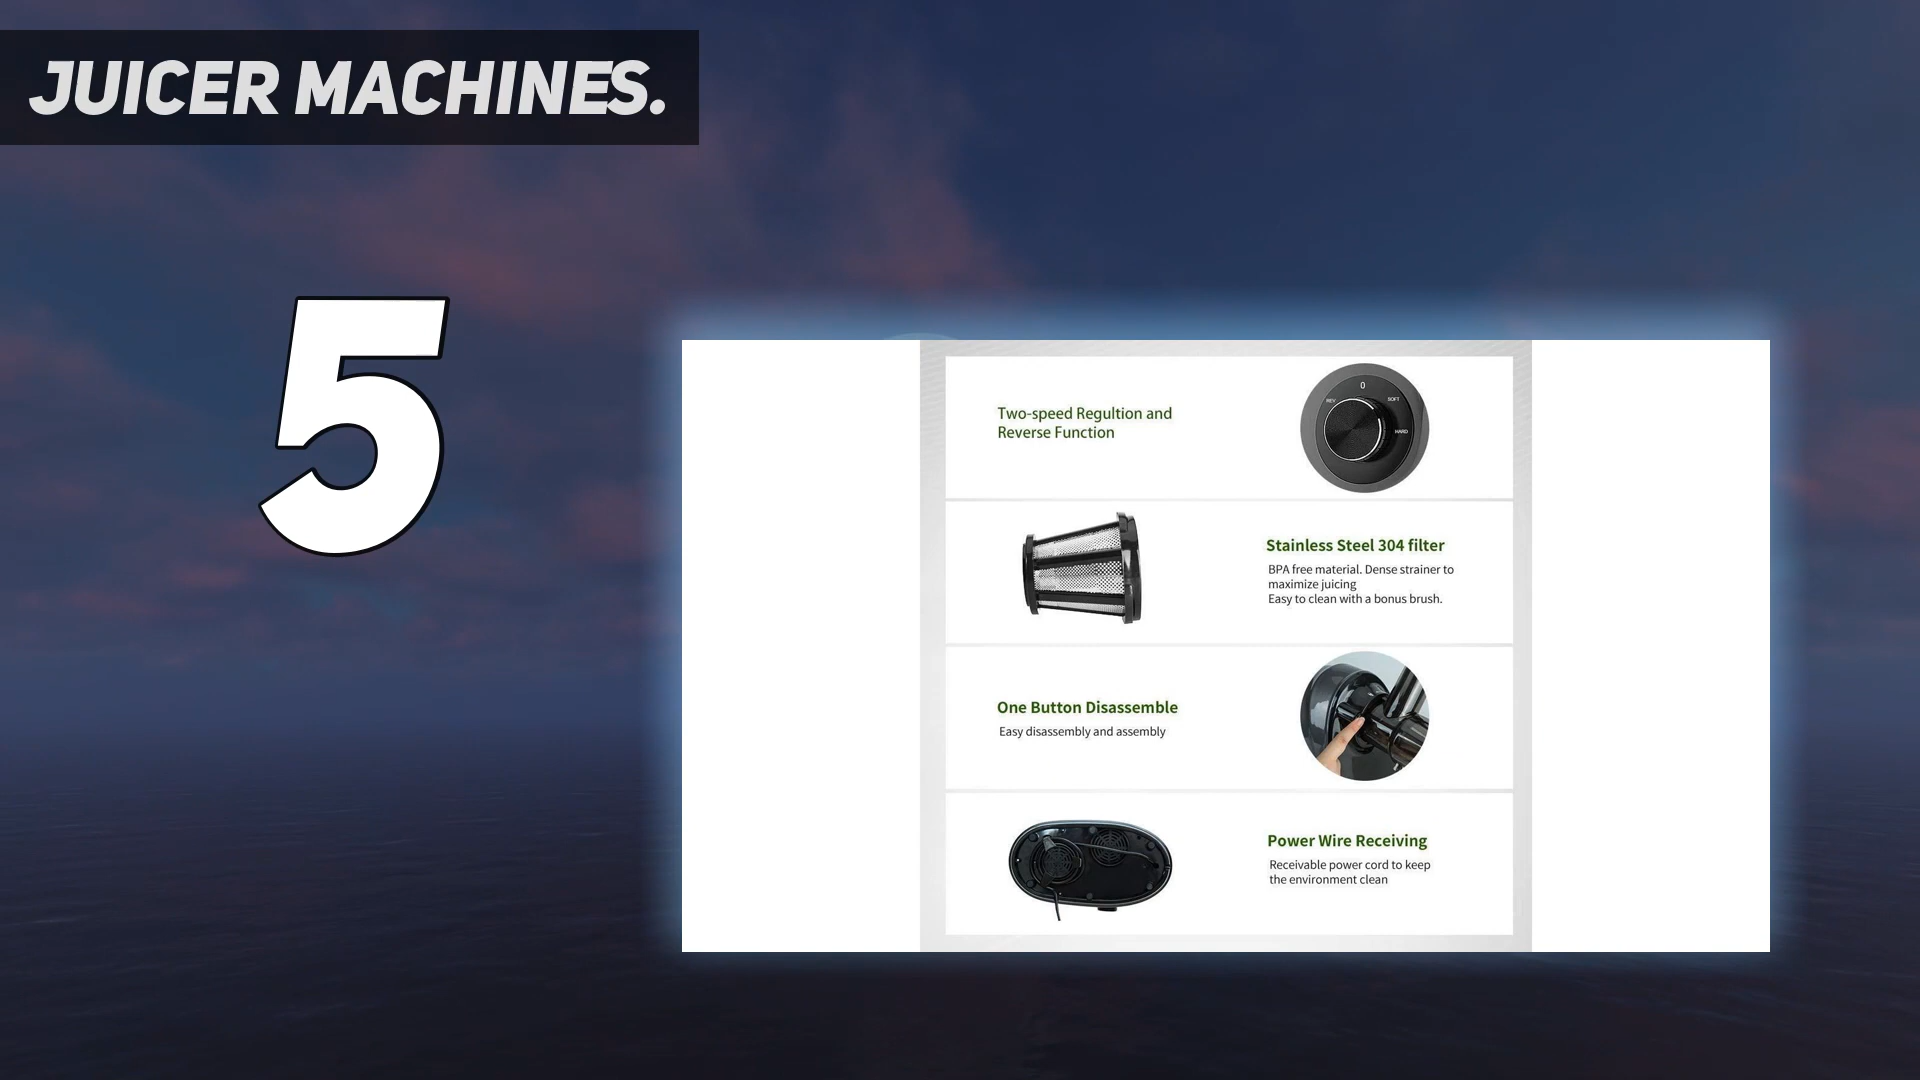 JUICER MACHINES.
5
Two-speed Regultion and
Reverse Function
0
REV
SOFT
HARD
Stainless Steel 304 filter
BPA free material. Dense strainer to
maximize juicing
Easy to clean with a bonus brush.
One Button Disassemble
Easy disassembly and assembly
Power Wire Receiving
Receivable power cord to keep
the environment clean